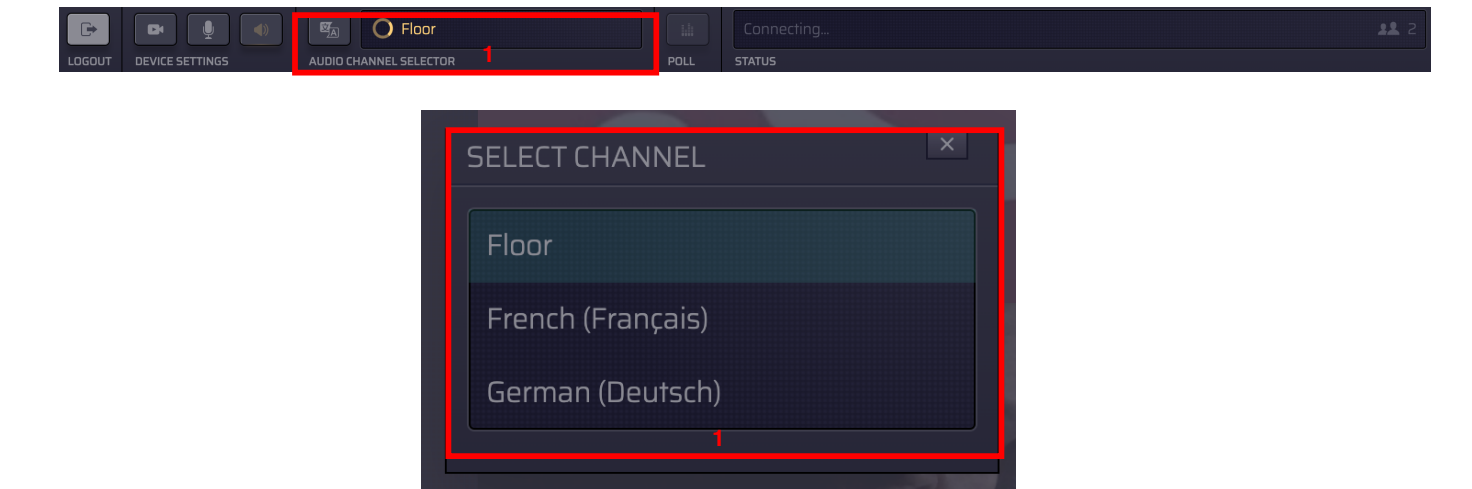 Floor
Connecting...
2
LOGOUT
DEVICE SETTINGS
AUDIO CHANNEL SELECTOR
1
POLL
STATUS
SELECT CHANNEL
Floor
French (Français)
German (Deutsch)
1